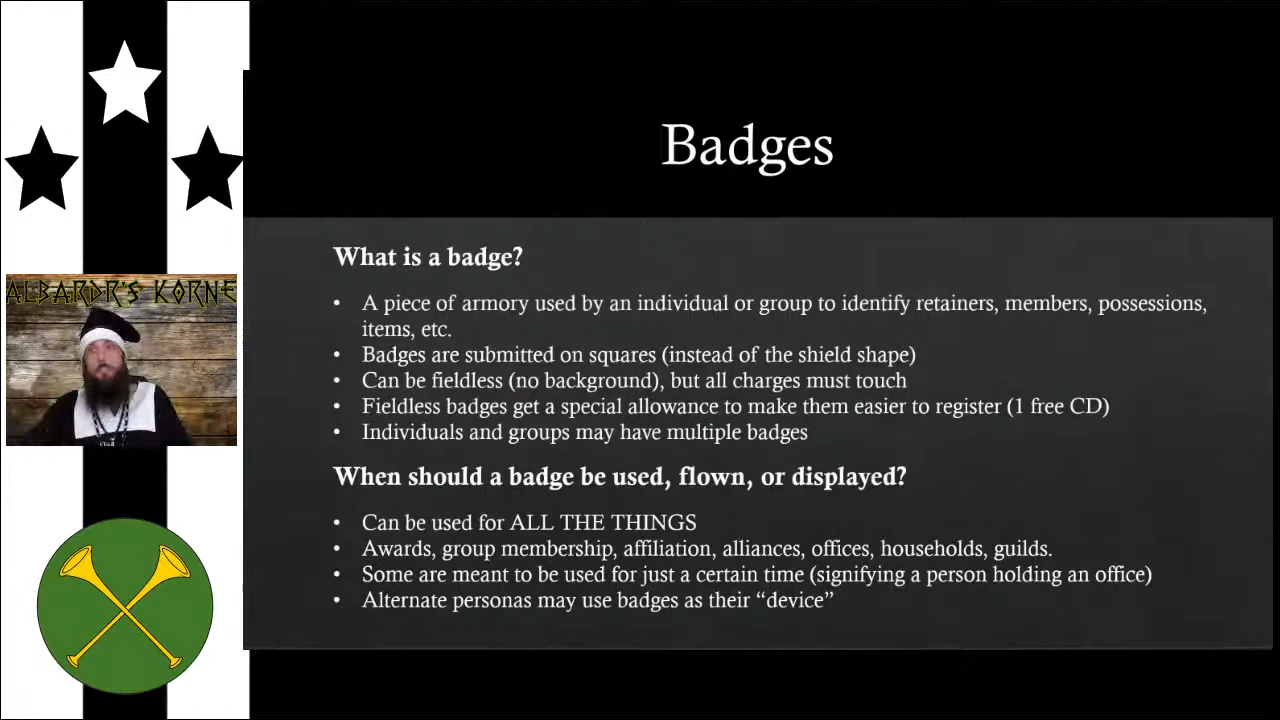 Badges
What is a badge?
• A piece of armory used by an individual or group to identify retainers, members, possessions,
items, etc.
• Badges are submitted on squares (instead of the shield shape)
• Can be fieldless (no background), but all charges must touch
• Fieldless badges get a special allowance to make them easier to register (1 free CD)
• Individuals and groups may have multiple badges
ALBARDR'S KORNE
When should a badge be used, flown, or displayed?
• Can be used for ALL THE THINGS
• Awards, group membership, affiliation, alliances, offices, households, guilds.
• Some are meant to be used for just a certain time (signifying a person holding an office)
• Alternate personas may use badges as their “device”